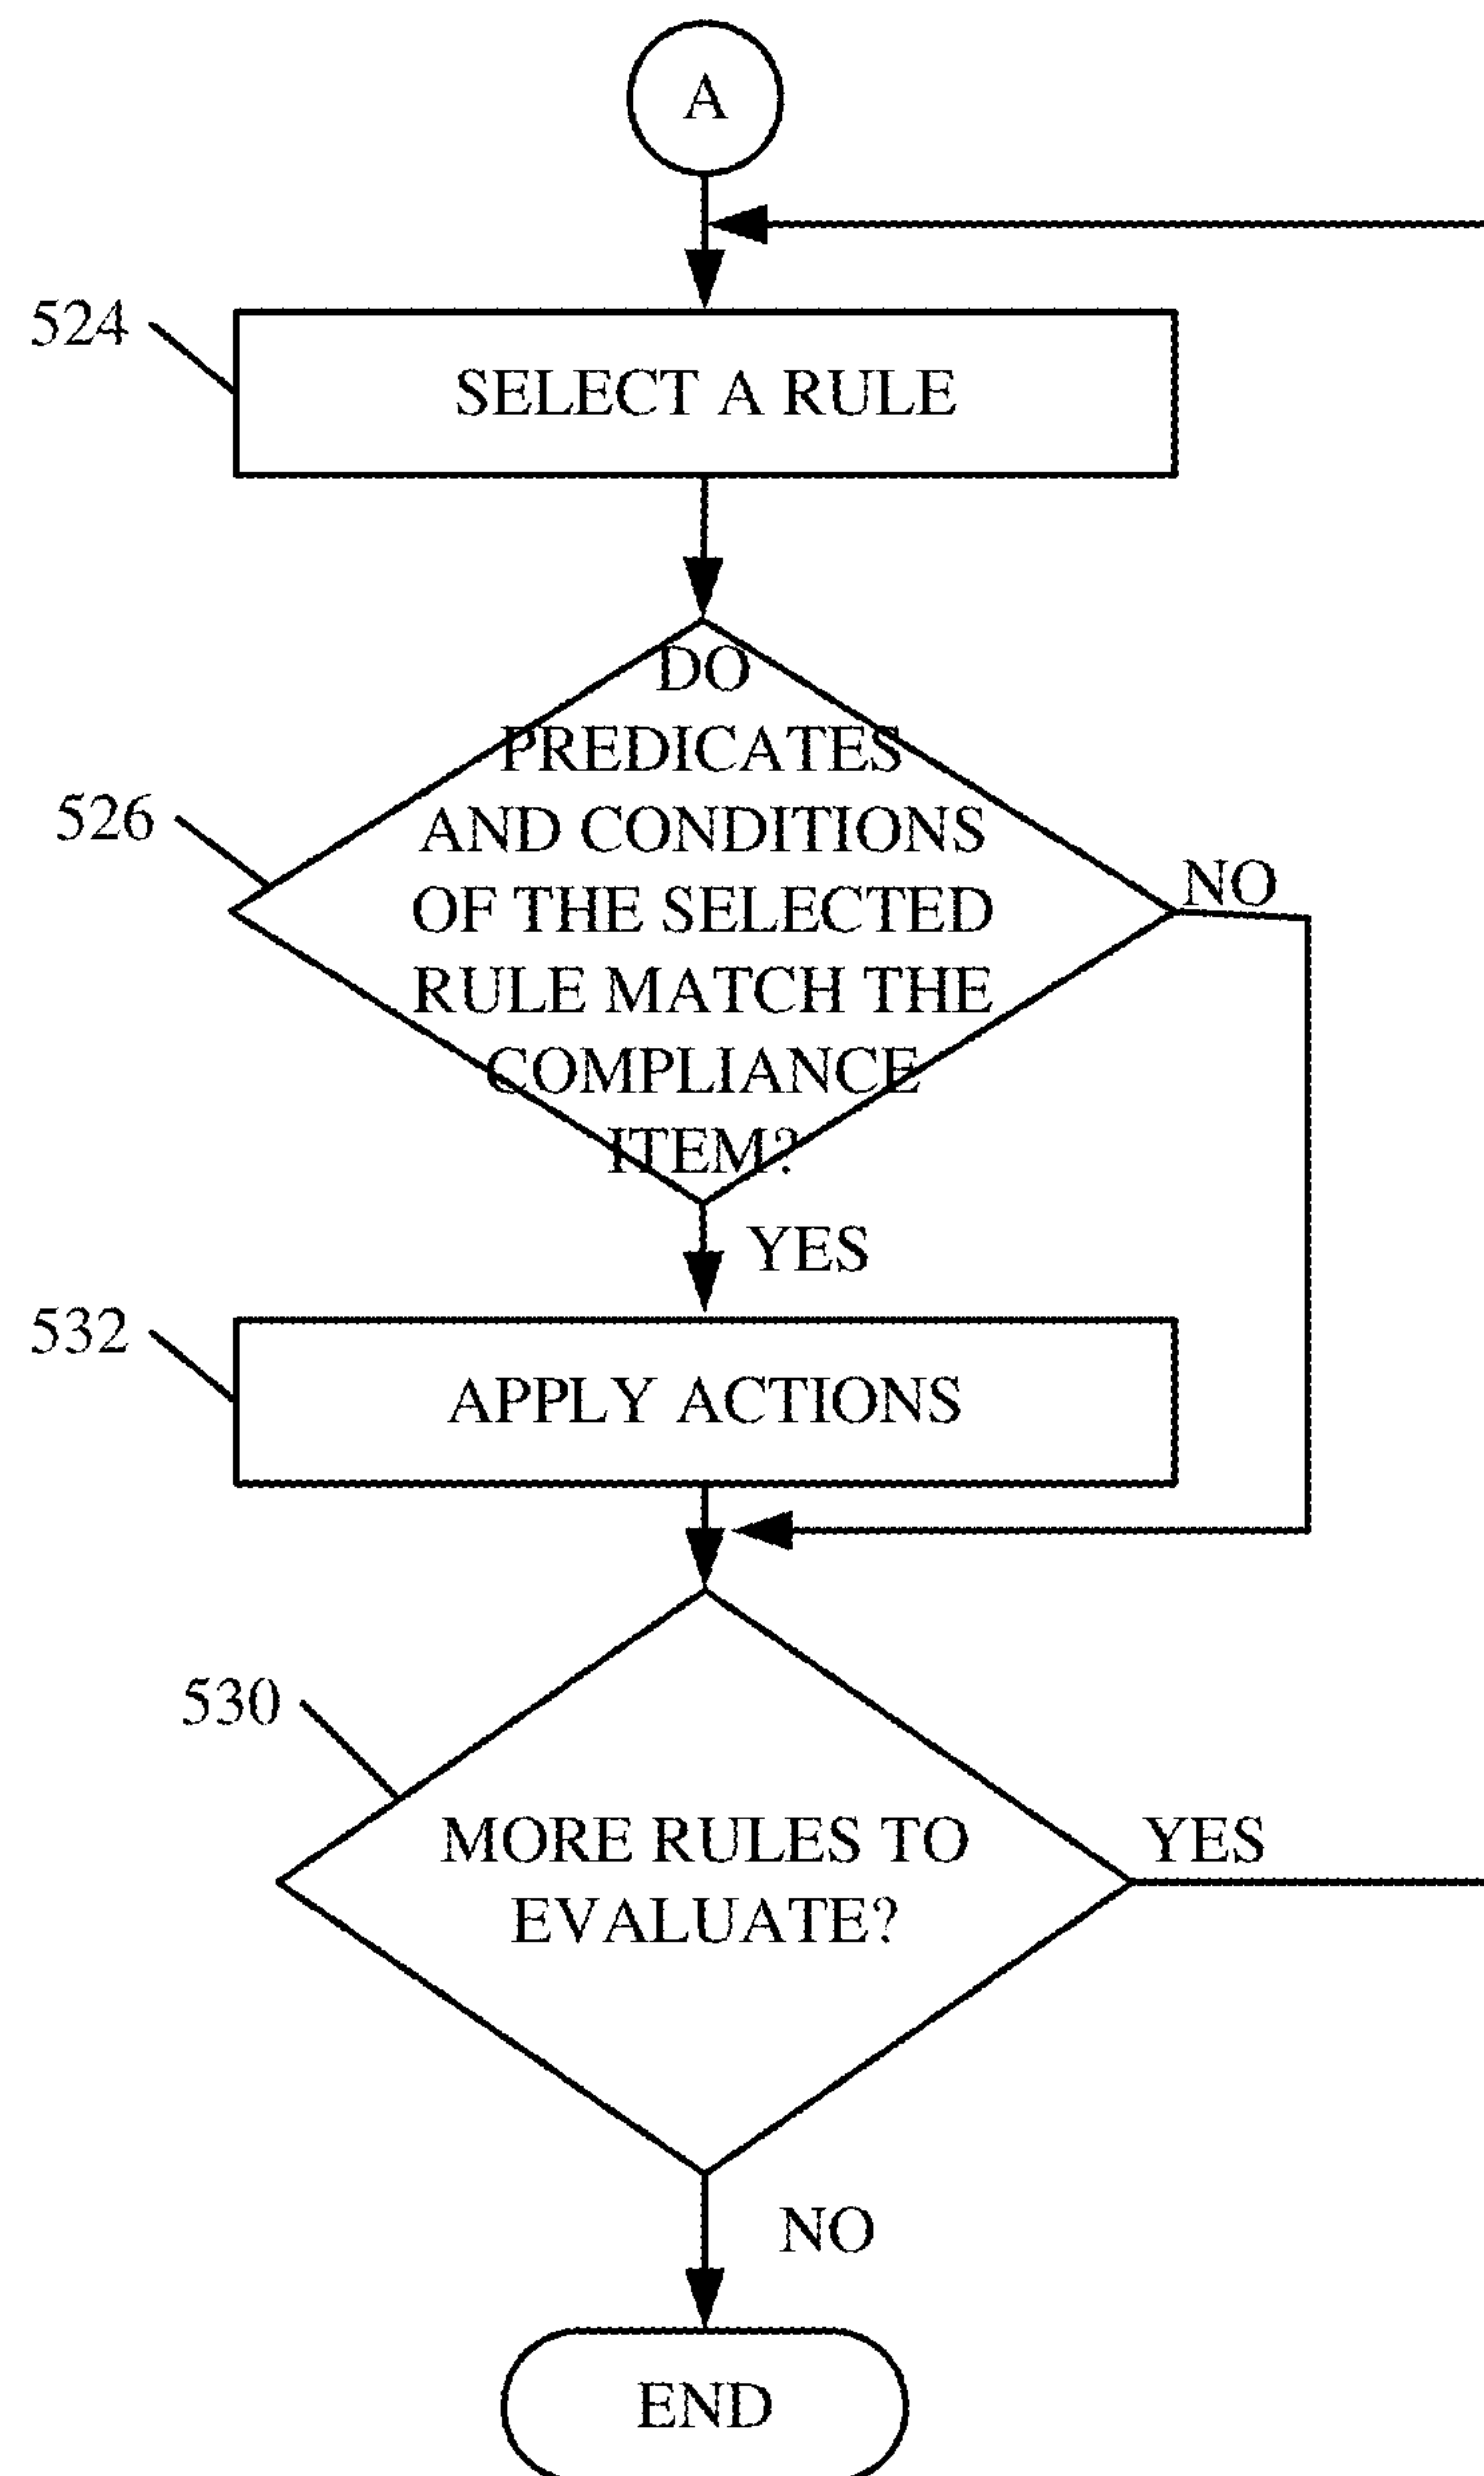 A
524
SELECT A RULE
DO
PREDICATES
AND CONDITIONS
OF THE SELECTED
RULE MATCH THE
COMPLIANCE
ITEM?
526
NO
YES
532
APPLY ACTIONS
530
MORE RULES TO
EVALUATE?
YES
NO
END